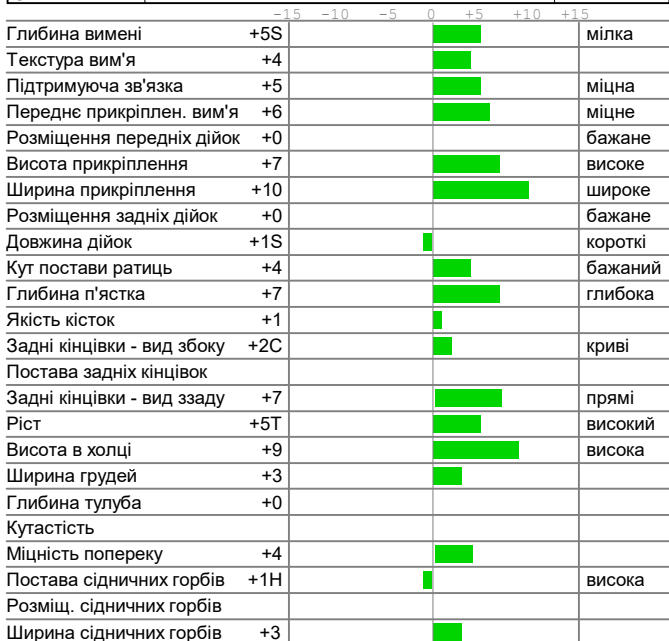 -15 -10 -5 0 +5 +10 +15
Глибина вимені +5S мілка
Текстура вим'я +4
Підтримуюча зв'язка +5 міцна
Переднє прикріплен. вим'я +6 міцне
Розміщення передніх дійок +0 бажане
Висота прикріплення +7 високе
Ширина прикріплення +10 широке
Розміщення задніх дійок +0 бажане
Довжина дійок +1S короткі
Кут постави ратиць +4 бажаний
Глибина п'ястка +7 глибока
Якість кісток +1
Задні кінцівки - вид збоку +2C криві
Постава задніх кінцівок
Задні кінцівки - вид ззаду +7 прямі
Ріст +5T високий
Висота в холці +9 висока
Ширина грудей +3
Глибина тулуба +0
Кутастість
Міцність попереку +4
Постава сідничних горбів +1H висока
Розміщ. сідничних горбів
Ширина сідничних горбів +3